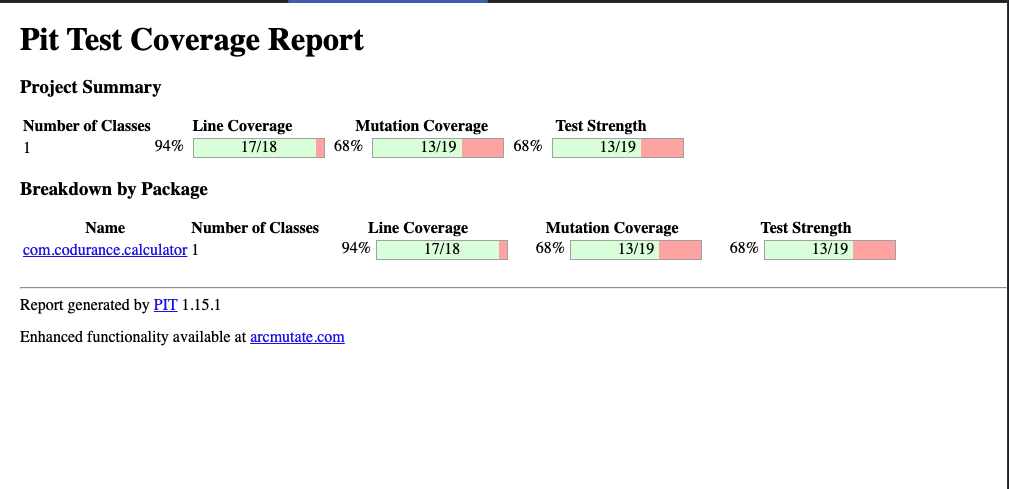 Pit Test Coverage Report
Project Summary
Number of Classes Line Coverage Mutation Coverage Test Strength
1 94% 17/18 68% 13/19 68% 13/19
Breakdown by Package
Name Number of Classes Line Coverage Mutation Coverage Test Strength
com.codurance.calculator 1 94% 17/18 68% 13/19 68% 13/19
Report generated by PIT 1.15.1
Enhanced functionality available at arcmutate.com